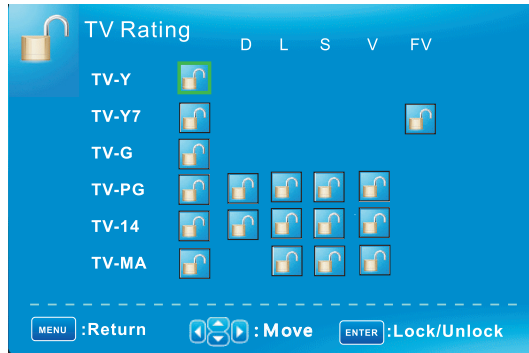 TV Rating
D L S V FV
TV-Y
TV-Y7
TV-G
TV-PG
TV-14
TV-MA
MENU :Return :Move ENTER :Lock/Unlock